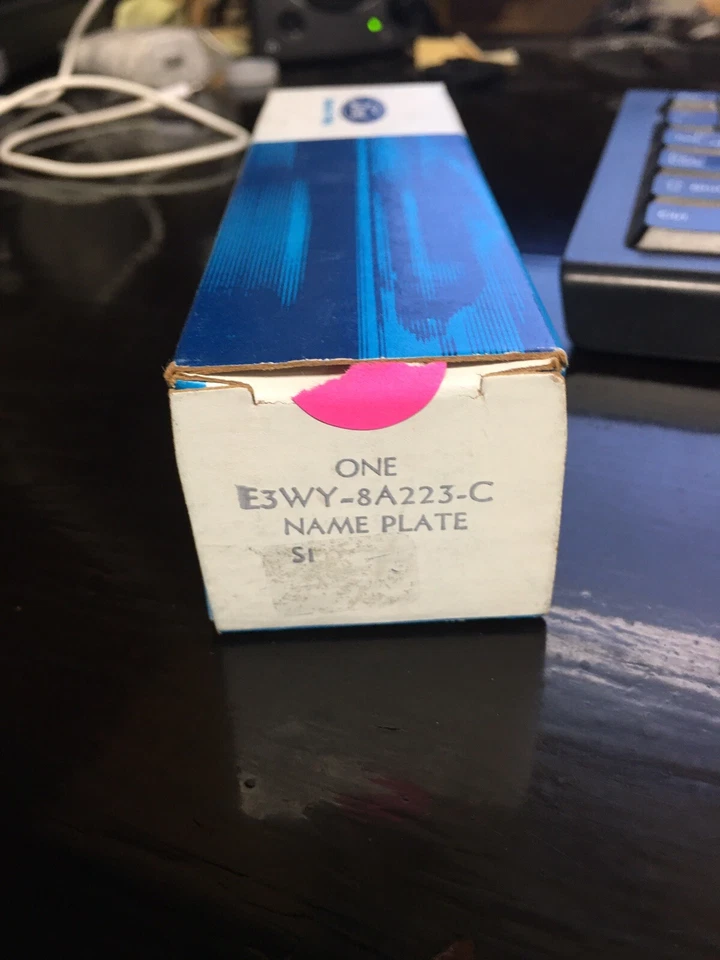 ONE
E3WY-8A223-C
NAME PLATE
SI